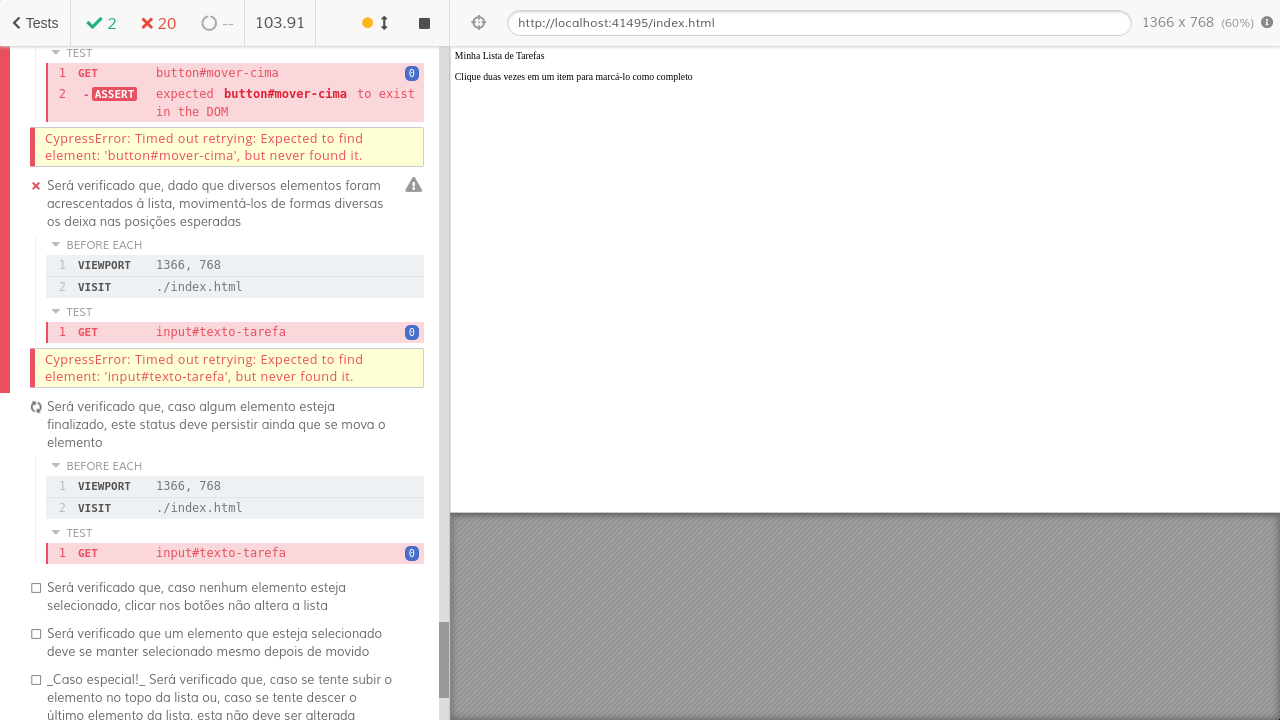 Tests
2
20
--
103.91
http://localhost:41495/index.html
1366 x 768 (60%)
TEST
1 GET button#mover-cima 0
2 -ASSERT expected button#mover-cima to exist
in the DOM
CypressError: Timed out retrying: Expected to find
element: 'button#mover-cima', but never found it.
Será verificado que, dado que diversos elementos foram
acrescentados à lista, movimentá-los de formas diversas
os deixa nas posições esperadas
BEFORE EACH
1 VIEWPORT 1366, 768
2 VISIT ./index.html
TEST
1 GET input#texto-tarefa 0
CypressError: Timed out retrying: Expected to find
element: 'input#texto-tarefa', but never found it.
Será verificado que, caso algum elemento esteja
finalizado, este status deve persistir ainda que se mova o
elemento
BEFORE EACH
1 VIEWPORT 1366, 768
2 VISIT ./index.html
TEST
1 GET input#texto-tarefa 0
Será verificado que, caso nenhum elemento esteja
selecionado, clicar nos botões não altera a lista
Será verificado que um elemento que esteja selecionado
deve se manter selecionado mesmo depois de movido
_Caso especial!_ Será verificado que, caso se tente subir o
elemento no topo da lista ou, caso se tente descer o
último elemento da lista, esta não deve ser alterada
Minha Lista de Tarefas
Clique duas vezes em um item para marcá-lo como completo